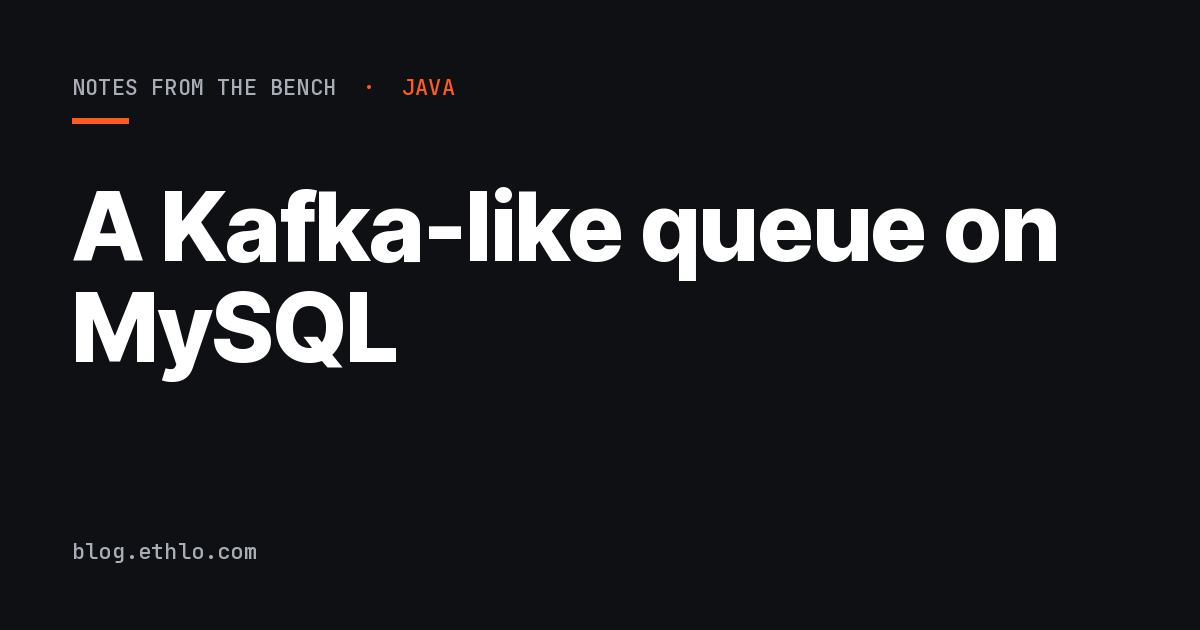 NOTES FROM THE BENCH · JAVA
A Kafka-like queue on
MySQL
blog.ethlo.com